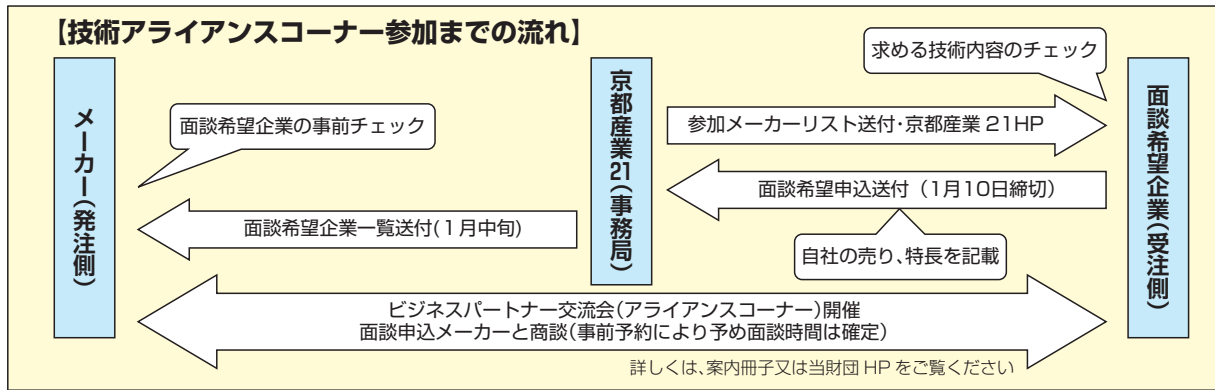 【技術アライアンスコーナー参加までの流れ】
メーカー(発注側)
面談希望企業の事前チェック
京都産業21(事務局)
求める技術内容のチェック
面談希望企業(受注側)
参加メーカーリスト送付・京都産業21HP
面談希望申込送付（1月10日締切）
面談希望企業一覧送付(1月中旬)
自社の売り、特長を記載
ビジネスパートナー交流会(アライアンスコーナー)開催
面談申込メーカーと商談(事前予約により予め面談時間は確定)
詳しくは、案内冊子又は当財団HPをご覧ください